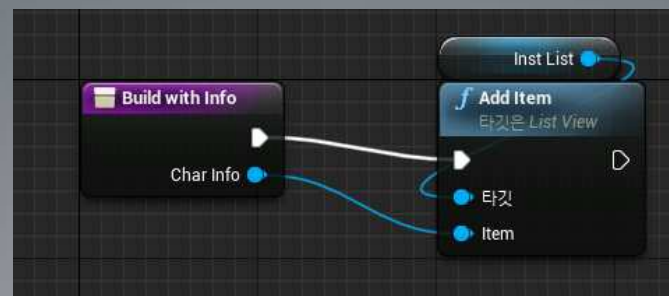 Inst List
Build with Info
Add Item
타깃은 List View
Char Info
타깃
Item